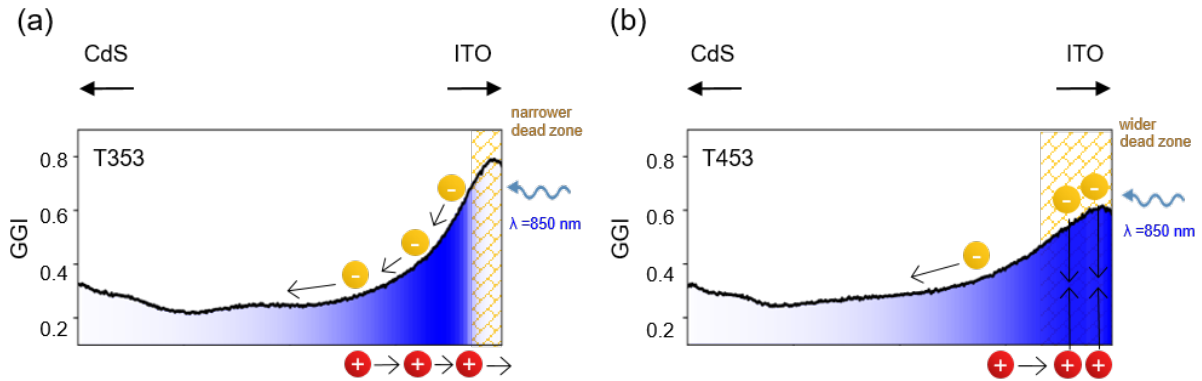 (a)
CdS
ITO
narrower
dead zone
T353
0.8
0.6
0.4
0.2
GGI
λ =850 nm
- - -
+ + +
(b)
CdS
ITO
wider
dead zone
T453
0.8
0.6
0.4
0.2
GGI
λ =850 nm
- - -
+ + +